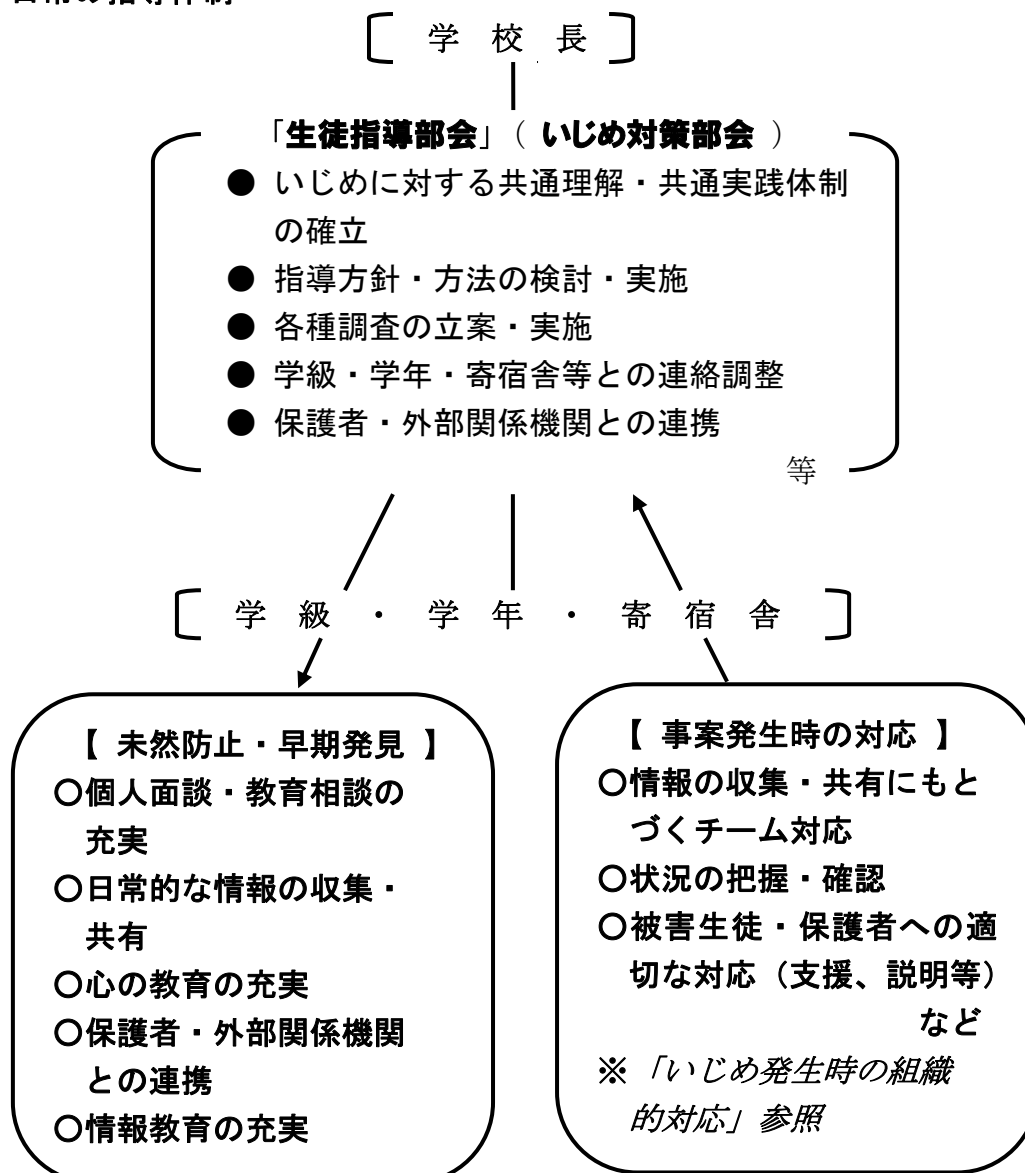 ［ 学 校 長 ］
「生徒指導部会」（ いじめ対策部会 ）
● いじめに対する共通理解・共通実践体制
の確立
● 指導方針・方法の検討・実施
● 各種調査の立案・実施
● 学級・学年・寄宿舎等との連絡調整
● 保護者・外部関係機関との連携
等
［ 学 級 ・ 学 年 ・ 寄 宿 舎 ］
【 未然防止・早期発見 】
○個人面談・教育相談の
充実
○日常的な情報の収集・
共有
○心の教育の充実
○保護者・外部関係機関
との連携
○情報教育の充実
【 事案発生時の対応 】
○情報の収集・共有にもと
づくチーム対応
○状況の把握・確認
○被害生徒・保護者への適
切な対応（支援、説明等）
など
※「いじめ発生時の組織
的対応」参照